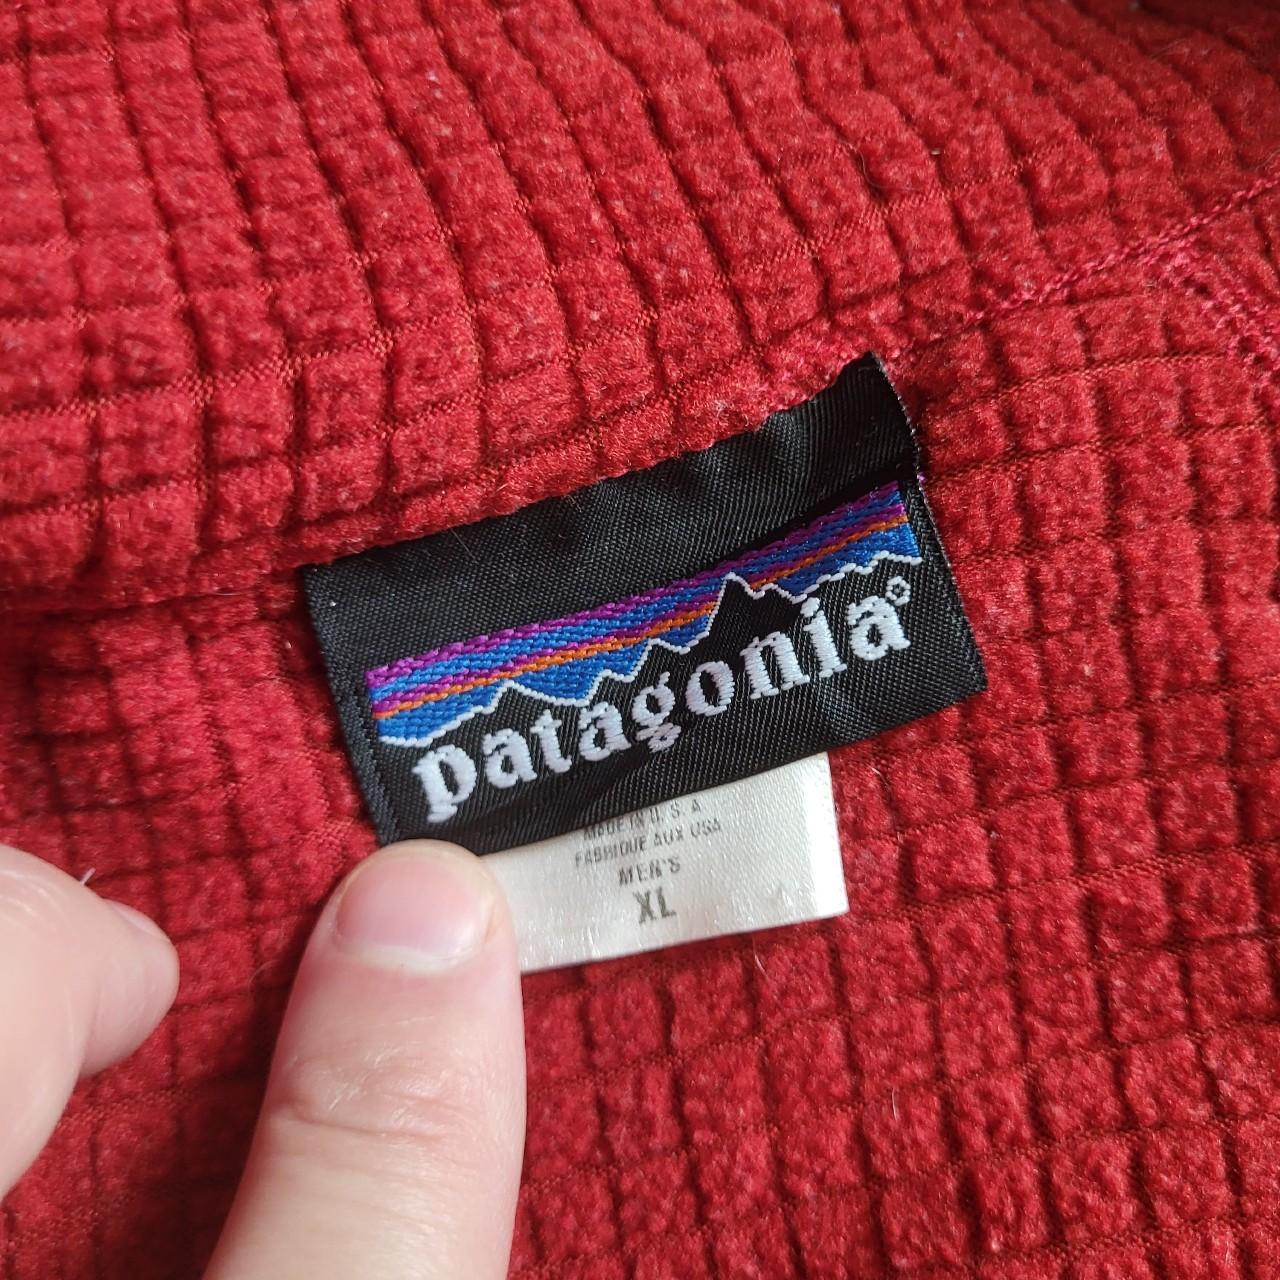 patagonia®
MADE IN U. S. A
FABRIQUE AUX USA
MEN'S
XL